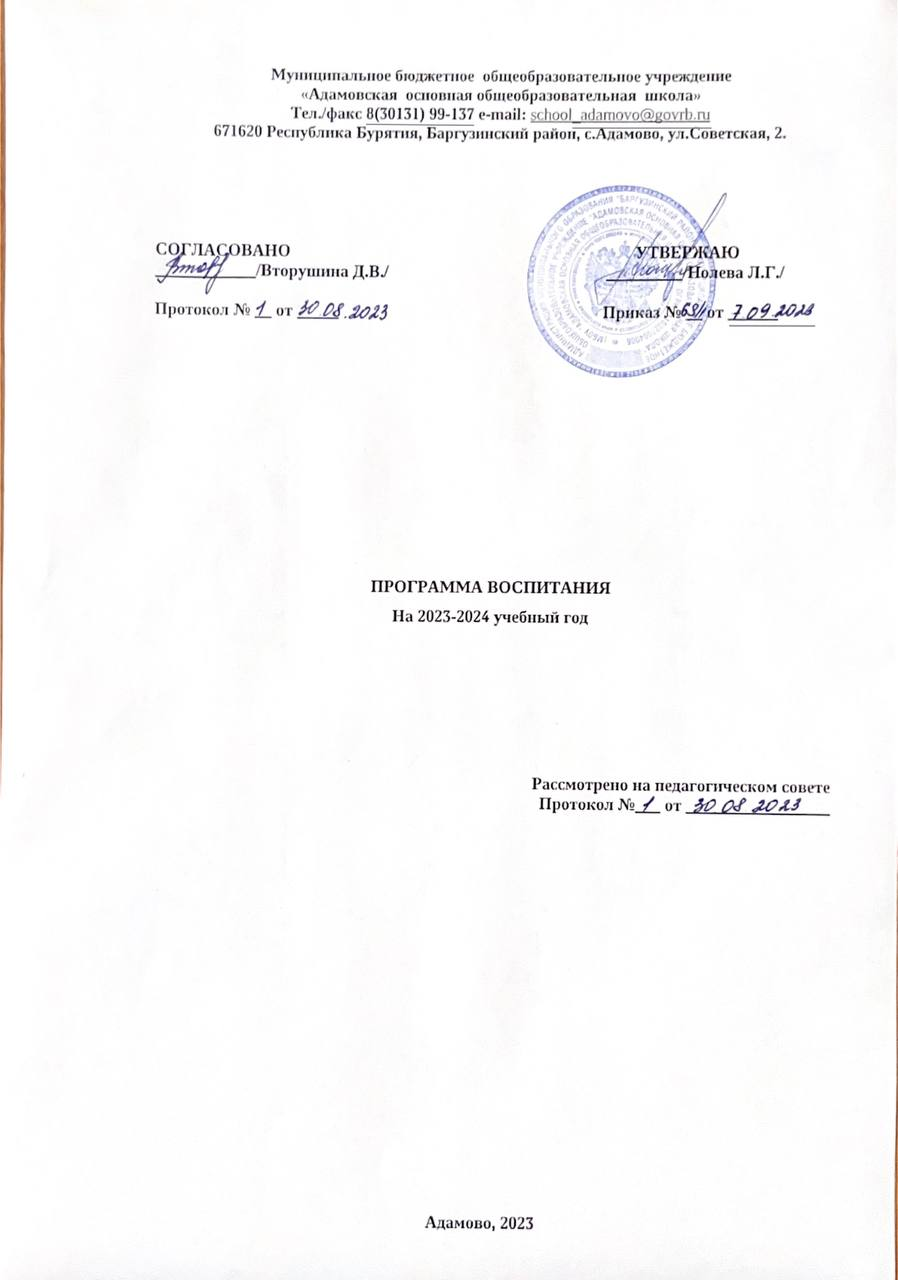 Муниципальное бюджетное общеобразовательное учреждение
«Адамовская основная общеобразовательная школа»
Тел./факс 8(30131) 99-137 e-mail: school_adamovo@govrb.ru
671620 Республика Бурятия, Баргузинский район, с.Адамово, ул.Советская, 2.
СОГЛАСОВАНО
/Вторушина Д.В./
Протокол № 1 от 30 08 2023
УТВЕРЖАЮ
/Нолева Л.Г./
Приказ № от 7 09 2023
ПРОГРАММА ВОСПИТАНИЯ
На 2023-2024 учебный год
Рассмотрено на педагогическом совете
Протокол № 1 от 30 08 2023
Адамово, 2023